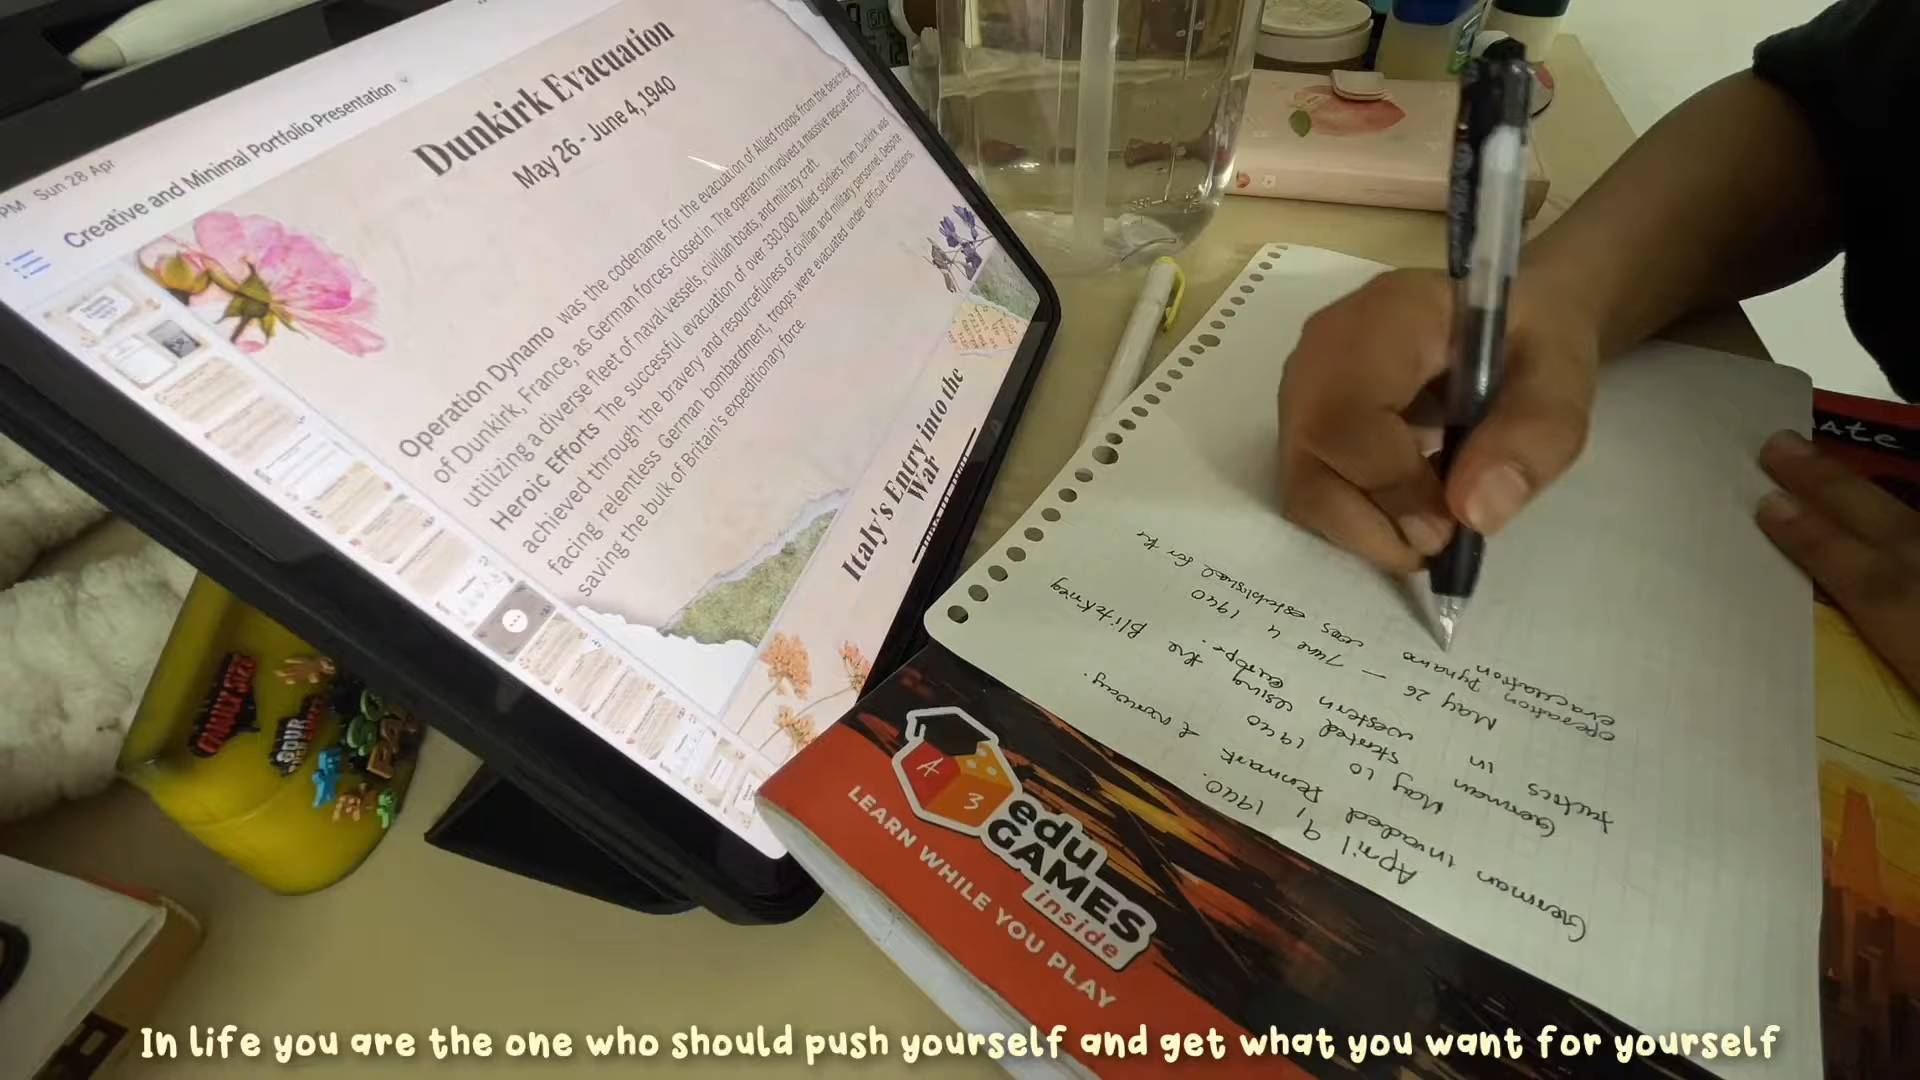 PM Sun 28 Apr
Creative and Minimal Portfolio Presentation
Dunkirk Evacuation
May 26 - June 4, 1940
Operation Dynamo was the codename for the evacuation of Allied troops from the beaches
of Dunkirk, France, as German forces closed in. The operation involved a massive rescue effort
utilizing a diverse fleet of naval vessels, civilian boats, and military craft.
Heroic Efforts The successful evacuation of over 330,000 Allied soldiers from Dunkirk was
achieved through the bravery and resourcefulness of civilian and military personnel. Despite
facing relentless German bombardment, troops were evacuated under difficult conditions,
saving the bulk of Britain's expeditionary force.
Italy's Entry into the
War
German invaded Denmark & norway.
April 9, 1940.
German started using the Blitzkrieg
tactics in western Europe.
May 10 1940
May 26 - June 4 1940
operation Dynamo was established for the
evacuation
A
3
edu
GAMES
inside
LEARN WHILE YOU PLAY
ate
In life you are the one who should push yourself and get what you want for yourself